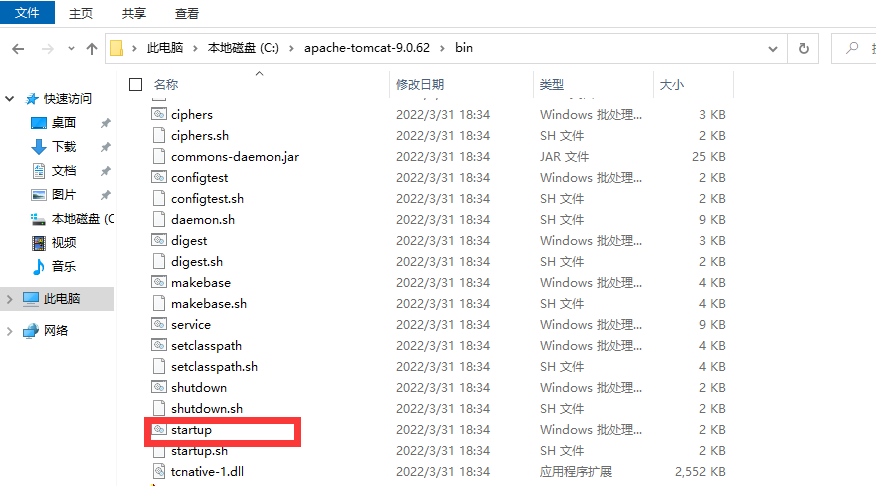 文件 主页 共享 查看
此电脑 本地磁盘 (C:) apache-tomcat-9.0.62 bin
名称 修改日期 类型 大小
快速访问
桌面
下载
文档
图片
本地磁盘 (C
视频
音乐
此电脑
网络
ciphers 2022/3/31 18:34 Windows 批处理... 3 KB
ciphers.sh 2022/3/31 18:34 SH 文件 2 KB
commons-daemon.jar 2022/3/31 18:34 JAR 文件 25 KB
configtest 2022/3/31 18:34 Windows 批处理... 2 KB
configtest.sh 2022/3/31 18:34 SH 文件 2 KB
daemon.sh 2022/3/31 18:34 SH 文件 9 KB
digest 2022/3/31 18:34 Windows 批处理... 3 KB
digest.sh 2022/3/31 18:34 SH 文件 2 KB
makebase 2022/3/31 18:34 Windows 批处理... 4 KB
makebase.sh 2022/3/31 18:34 SH 文件 4 KB
service 2022/3/31 18:34 Windows 批处理... 9 KB
setclasspath 2022/3/31 18:34 Windows 批处理... 4 KB
setclasspath.sh 2022/3/31 18:34 SH 文件 4 KB
shutdown 2022/3/31 18:34 Windows 批处理... 2 KB
shutdown.sh 2022/3/31 18:34 SH 文件 2 KB
startup 2022/3/31 18:34 Windows 批处理... 2 KB
startup.sh 2022/3/31 18:34 SH 文件 2 KB
tcnative-1.dll 2022/3/31 18:34 应用程序扩展 2,552 KB